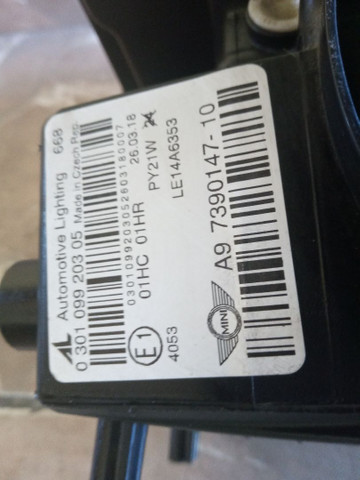 AL Automotive Lighting 668
0 301 099 203 05 Made in Czech Rep.
0301099203052603180007
01HC 01HR 26.03.18
E1 PY21W
4053 LE14A6353
MINI A9 7390147-10